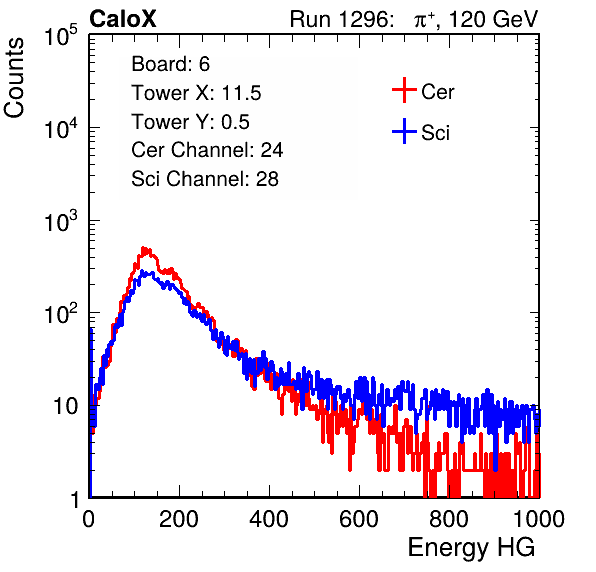 CaloX Run 1296: π⁺, 120 GeV
Counts
10⁵
10⁴
10³
10²
10
1
Board: 6
Tower X: 11.5
Tower Y: 0.5
Cer Channel: 24
Sci Channel: 28
Cer
Sci
0 200 400 600 800 1000
Energy HG